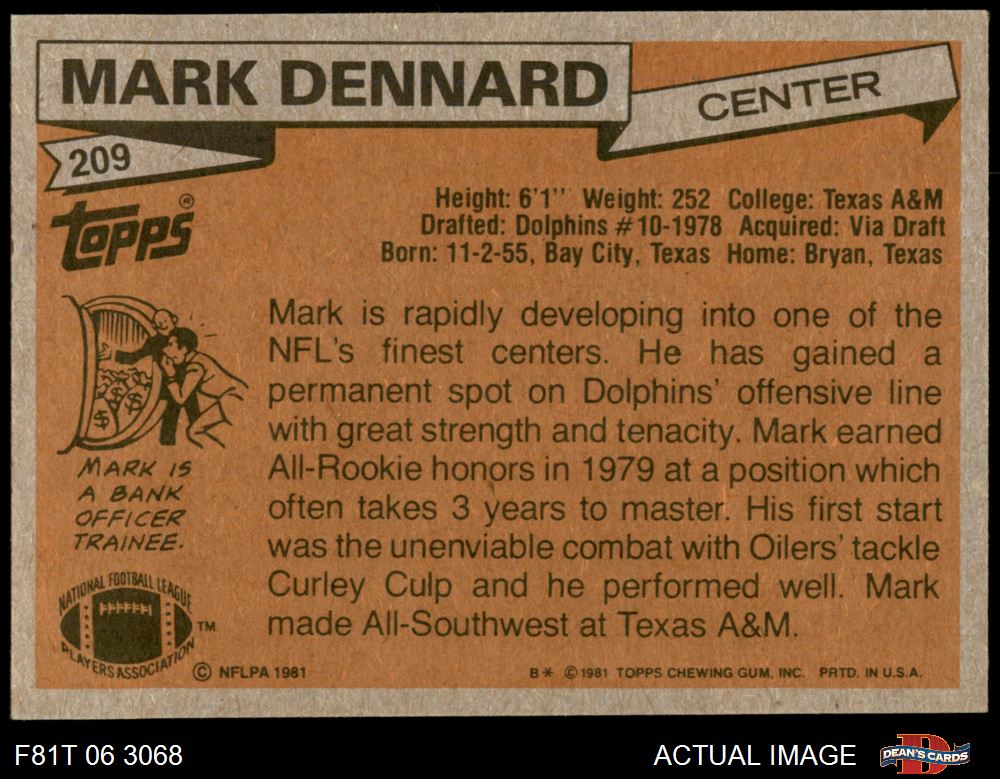 MARK DENNARD
CENTER
209
Topps®
Height: 6'1'' Weight: 252 College: Texas A&M
Drafted: Dolphins #10-1978 Acquired: Via Draft
Born: 11-2-55, Bay City, Texas Home: Bryan, Texas
Mark is rapidly developing into one of the
NFL's finest centers. He has gained a
permanent spot on Dolphins' offensive line
with great strength and tenacity. Mark earned
All-Rookie honors in 1979 at a position which
often takes 3 years to master. His first start
was the unenviable combat with Oilers' tackle
Curley Culp and he performed well. Mark
made All-Southwest at Texas A&M.
$ $ $
MARK IS
A BANK
OFFICER
TRAINEE.
NATIONAL FOOTBALL LEAGUE
PLAYERS ASSOCIATION
TM
© NFLPA 1981
B* © 1981 TOPPS CHEWING GUM, INC. PRTD. IN U.S.A.
F81T 06 3068
ACTUAL IMAGE
D
DEAN'S CARDS